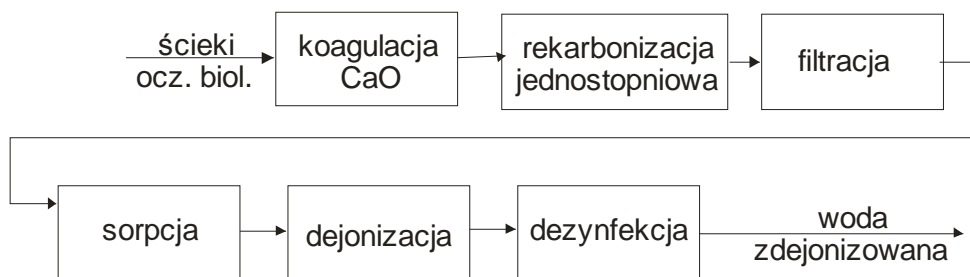 ścieki
ocz. biol.
koagulacja
CaO
rekarbonizacja
jednostopniowa
filtracja
sorpcja
dejonizacja
dezynfekcja
woda
zdejonizowana